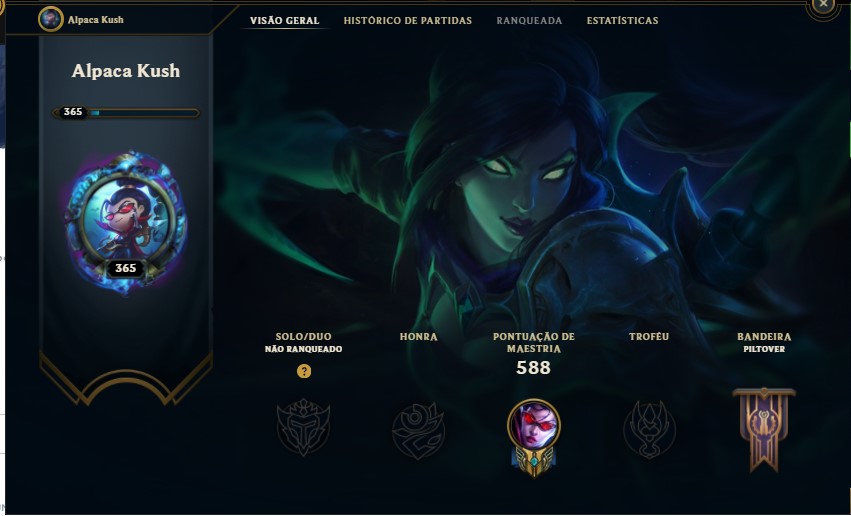 Alpaca Kush
VISÃO GERAL
HISTÓRICO DE PARTIDAS
RANQUEADA
ESTATÍSTICAS
Alpaca Kush
365
365
SOLO/DUO
NÃO RANQUEADO
?
HONRA
PONTUAÇÃO DE
MAESTRIA
588
TROFÉU
BANDEIRA
PILTOVER